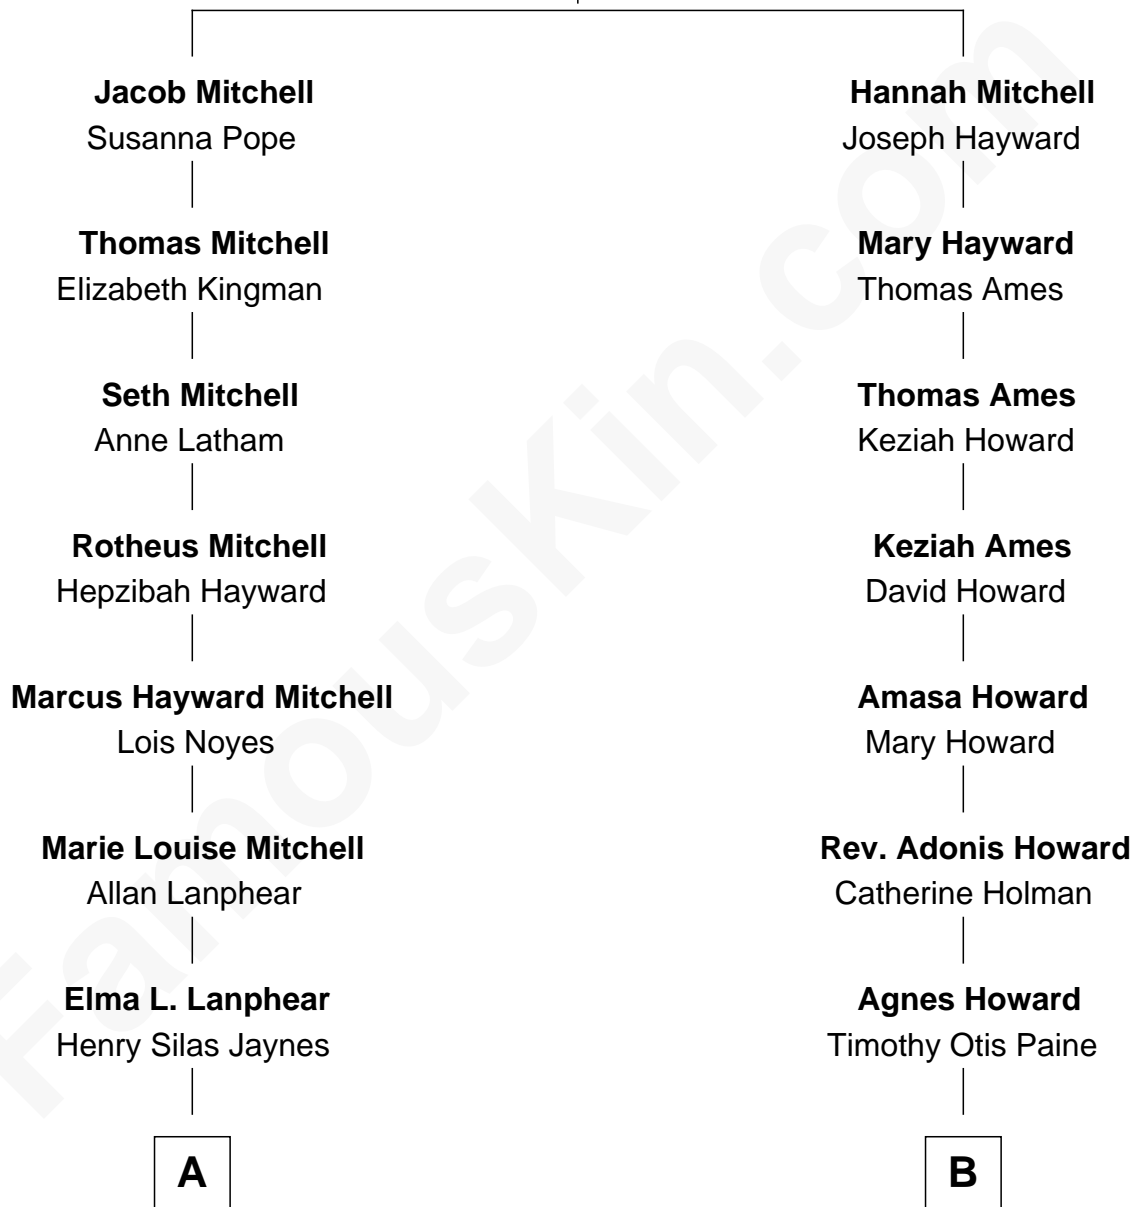 Jacob Mitchell
Susanna Pope
Thomas Mitchell
Elizabeth Kingman
Seth Mitchell
Anne Latham
Rotheus Mitchell
Hepzibah Hayward
Marcus Hayward Mitchell
Lois Noyes
Marie Louise Mitchell
Allan Lanphear
Elma L. Lanphear
Henry Silas Jaynes
A
Hannah Mitchell
Joseph Hayward
Mary Hayward
Thomas Ames
Thomas Ames
Keziah Howard
Keziah Ames
David Howard
Amasa Howard
Mary Howard
Rev. Adonis Howard
Catherine Holman
Agnes Howard
Timothy Otis Paine
B
FamousKin.com